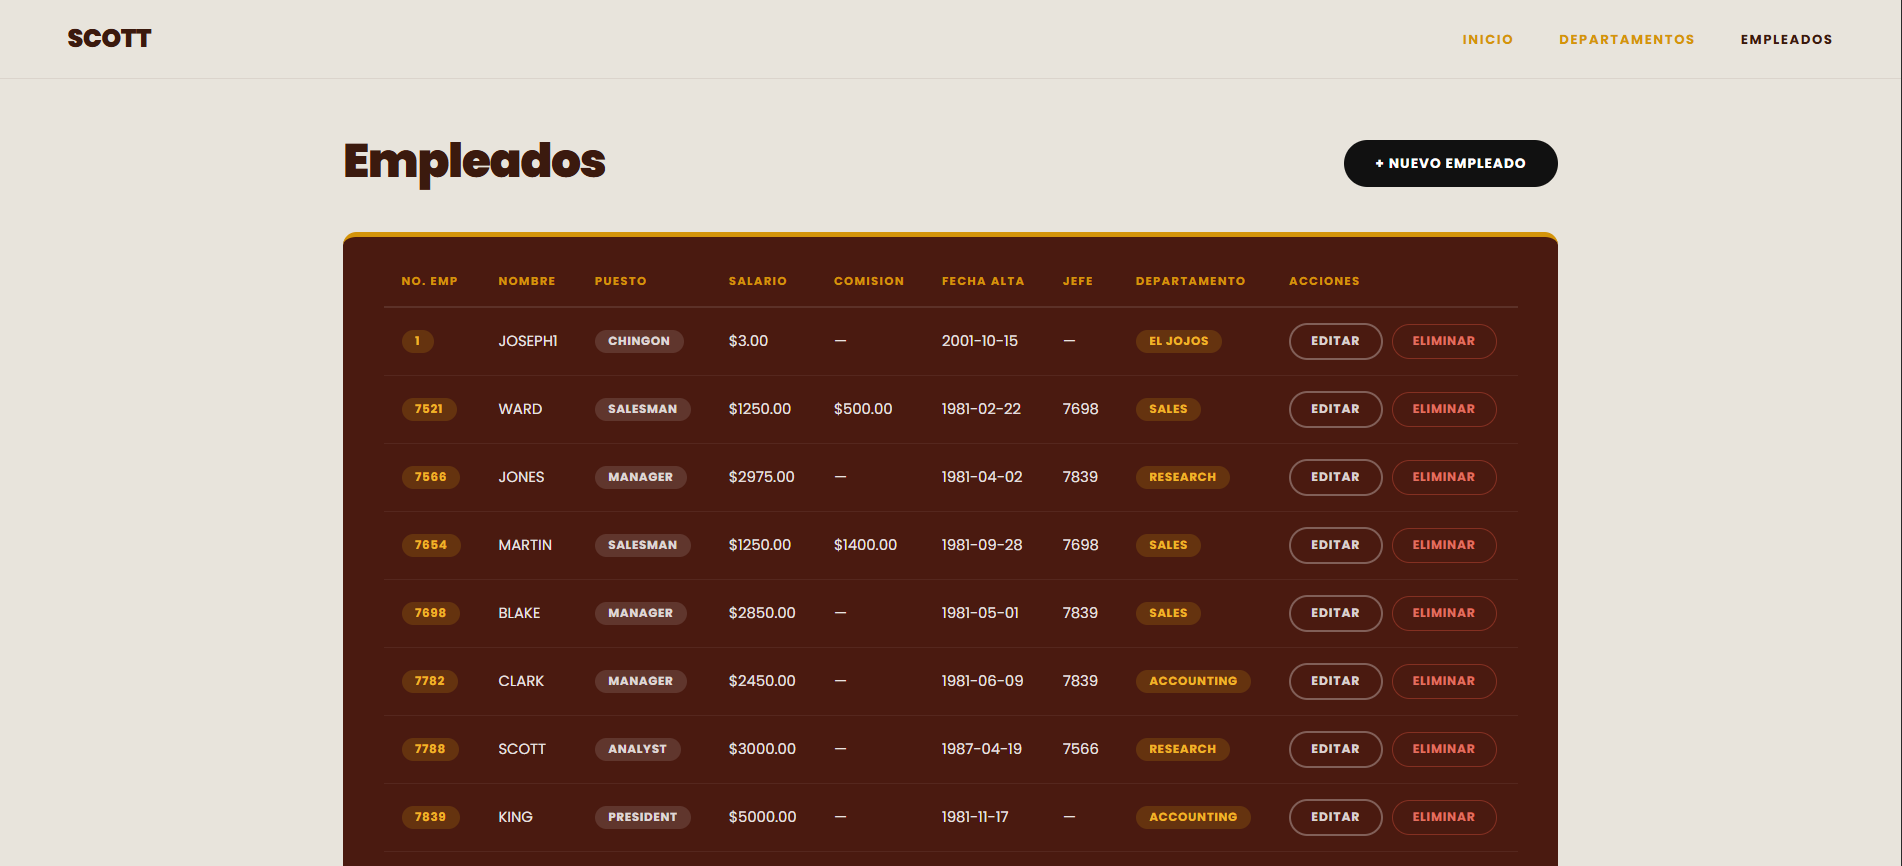 SCOTT
INICIO DEPARTAMENTOS EMPLEADOS
Empleados
+ NUEVO EMPLEADO
NO. EMP NOMBRE PUESTO SALARIO COMISION FECHA ALTA JEFE DEPARTAMENTO ACCIONES
1 JOSEPH1 CHINGON $3.00 — 2001-10-15 — EL JOJOS EDITAR ELIMINAR
7521 WARD SALESMAN $1250.00 $500.00 1981-02-22 7698 SALES EDITAR ELIMINAR
7566 JONES MANAGER $2975.00 — 1981-04-02 7839 RESEARCH EDITAR ELIMINAR
7654 MARTIN SALESMAN $1250.00 $1400.00 1981-09-28 7698 SALES EDITAR ELIMINAR
7698 BLAKE MANAGER $2850.00 — 1981-05-01 7839 SALES EDITAR ELIMINAR
7782 CLARK MANAGER $2450.00 — 1981-06-09 7839 ACCOUNTING EDITAR ELIMINAR
7788 SCOTT ANALYST $3000.00 — 1987-04-19 7566 RESEARCH EDITAR ELIMINAR
7839 KING PRESIDENT $5000.00 — 1981-11-17 — ACCOUNTING EDITAR ELIMINAR